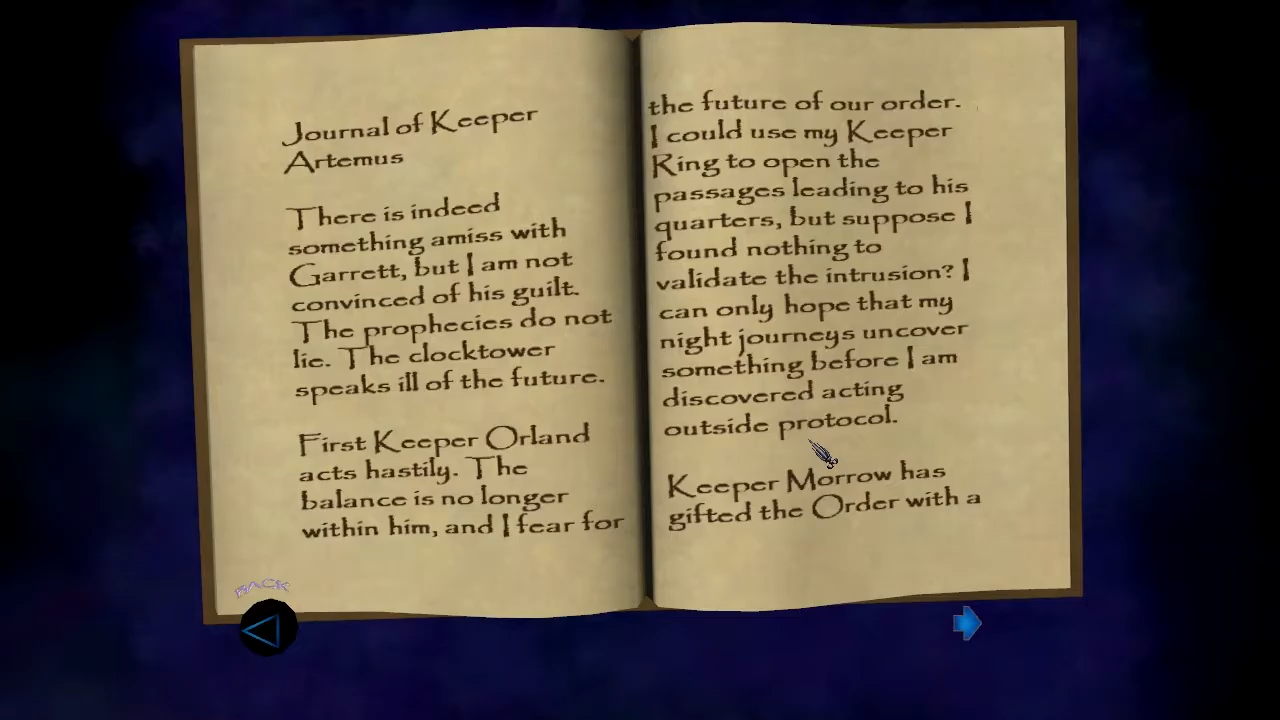 Journal of Keeper
Artemus
There is indeed
something amiss with
Garrett, but I am not
convinced of his guilt.
The prophecies do not
lie. The clocktower
speaks ill of the future.
First Keeper Orland
acts hastily. The
balance is no longer
within him, and I fear for
the future of our order.
I could use my Keeper
Ring to open the
passages leading to his
quarters, but suppose I
found nothing to
validate the intrusion? I
can only hope that my
night journeys uncover
something before I am
discovered acting
outside protocol.
Keeper Morrow has
gifted the Order with a
BACK